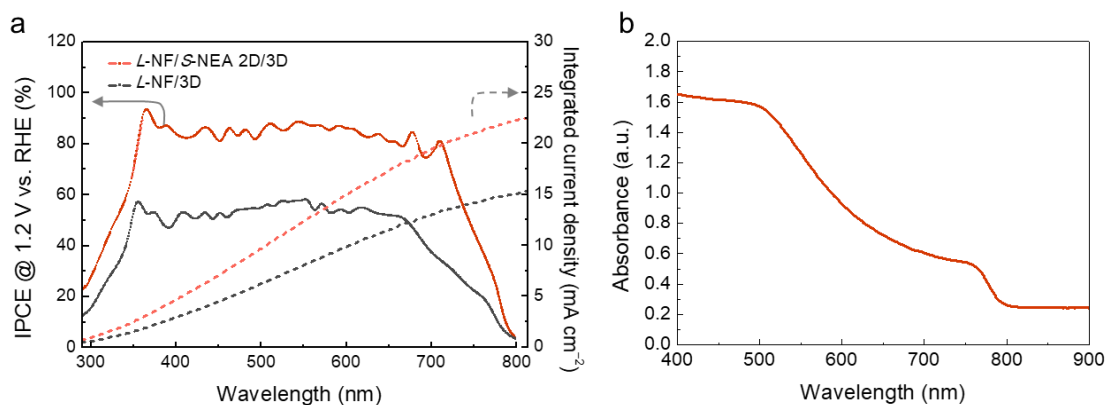 a
120
100
80
60
40
20
0
IPCE @ 1.2 V vs. RHE (%)
L-NF/S-NEA 2D/3D
L-NF/3D
30
25
20
15
10
5
0
Integrated current density (mA cm⁻²)
300 400 500 600 700 800
Wavelength (nm)
b
2.0
1.8
1.6
1.4
1.2
1.0
0.8
0.6
0.4
0.2
0.0
Absorbance (a.u.)
400 500 600 700 800 900
Wavelength (nm)